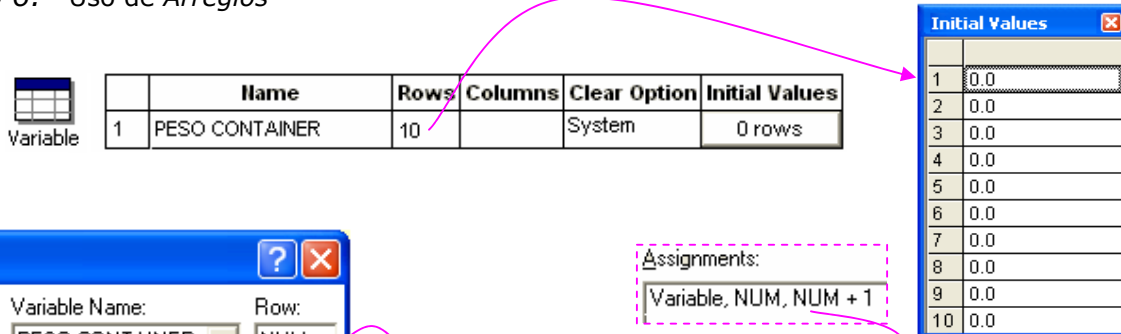 Uso de Arreglos
Initial Values
Name Rows Columns Clear Option Initial Values
1 PESO CONTAINER 10 System 0 rows
Variable
1 0.0
2 0.0
3 0.0
4 0.0
5 0.0
6 0.0
7 0.0
8 0.0
9 0.0
10 0.0
Variable Name: Row:
PESO CONTAINER NUM
Assignments:
Variable, NUM, NUM + 1